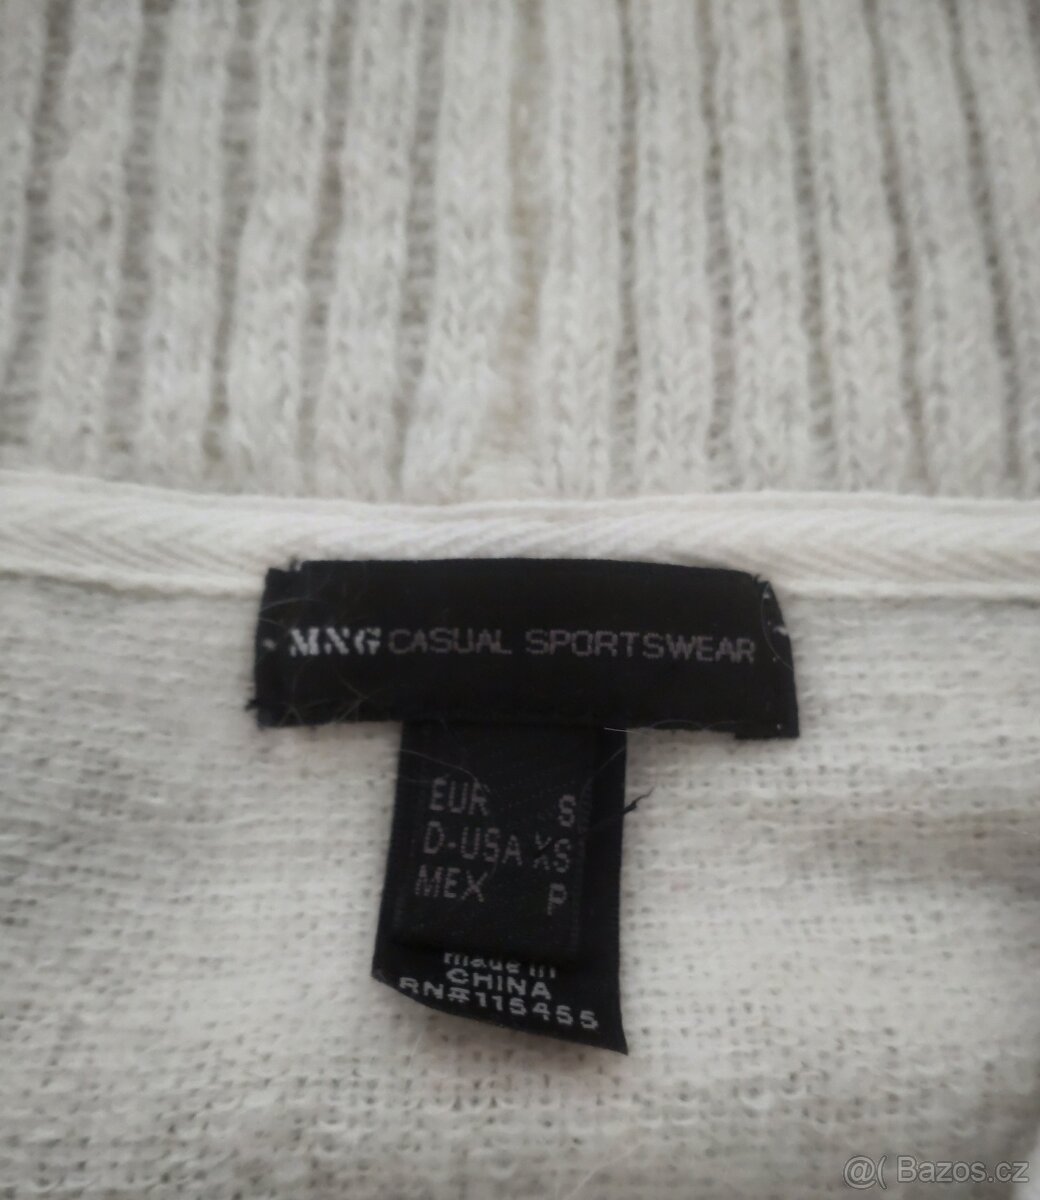 MNG CASUAL SPORTSWEAR
EUR S
D-USA XS
MEX P
made in
CHINA
RN#115455
@( Bazos.cz